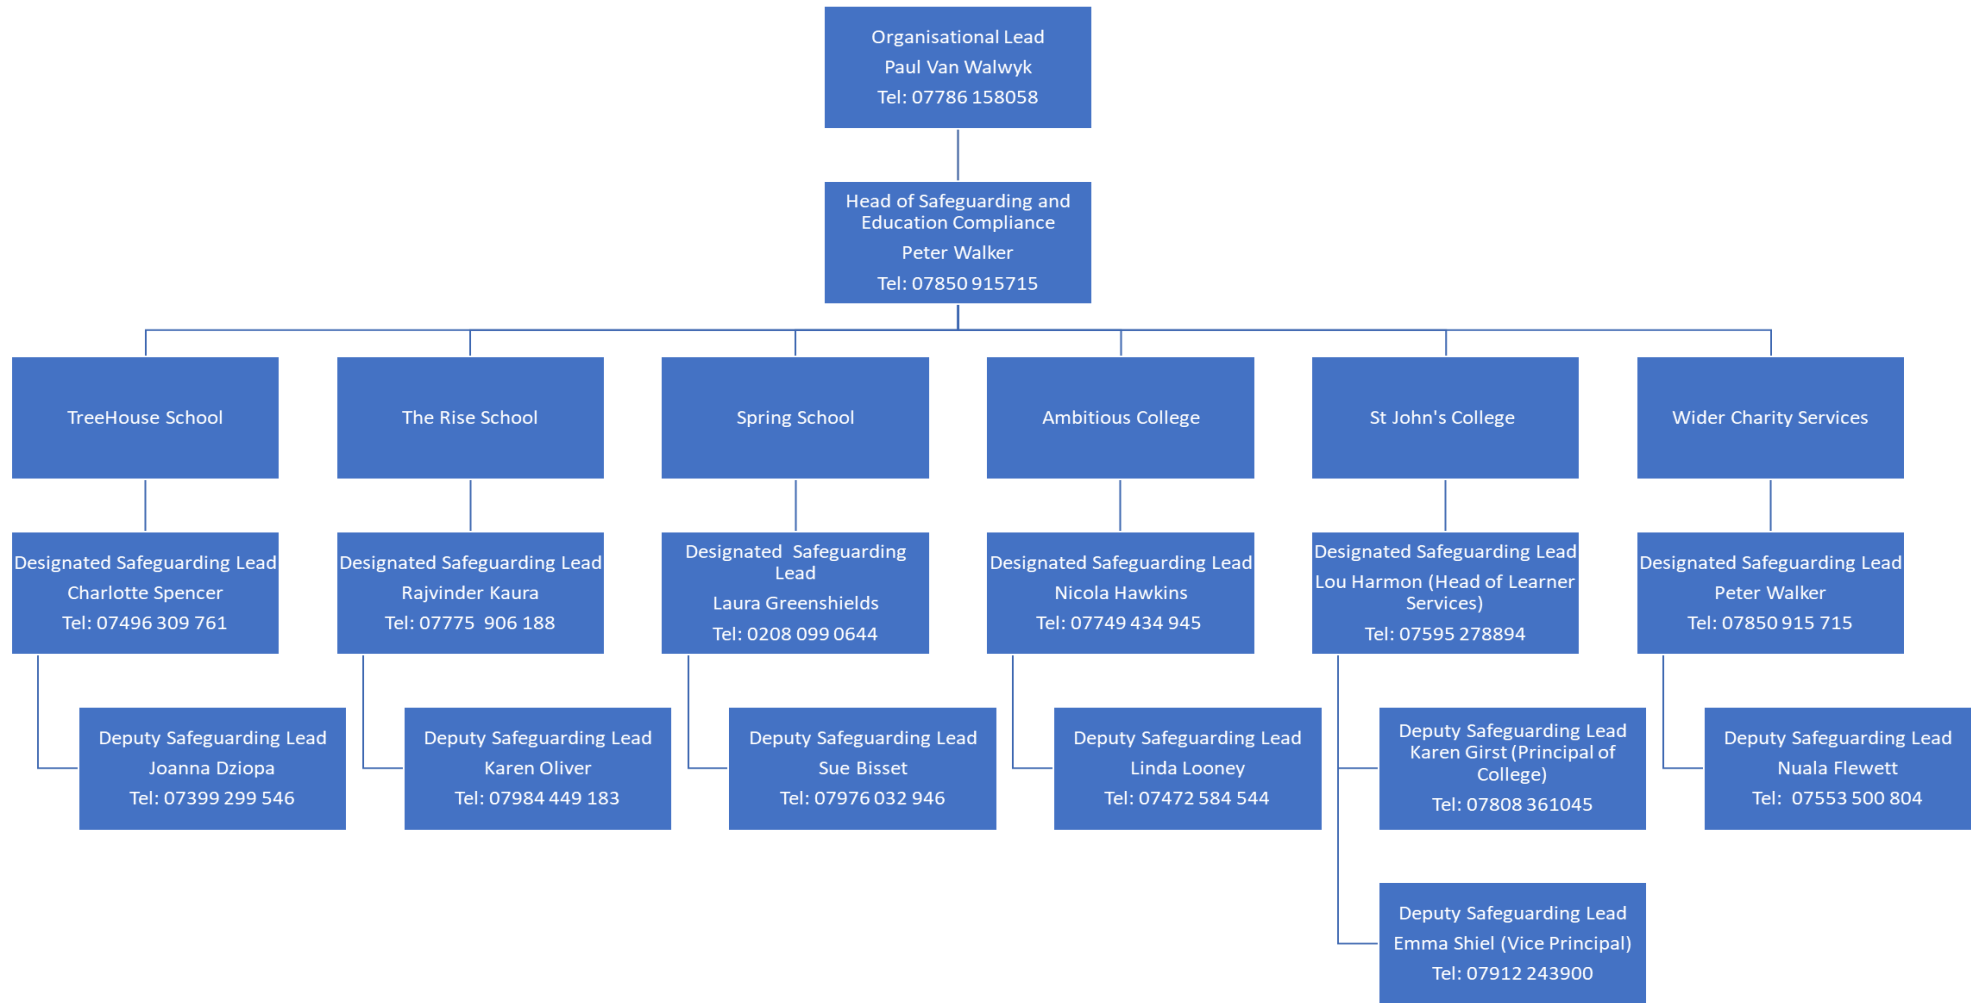 Organisational Lead
Paul Van Walwyk
Tel: 07786 158058
Head of Safeguarding and
Education Compliance
Peter Walker
Tel: 07850 915715
TreeHouse School
The Rise School
Spring School
Ambitious College
St John's College
Wider Charity Services
Designated Safeguarding Lead
Charlotte Spencer
Tel: 07496 309 761
Designated Safeguarding Lead
Rajvinder Kaura
Tel: 07775 906 188
Designated Safeguarding
Lead
Laura Greenshields
Tel: 0208 099 0644
Designated Safeguarding Lead
Nicola Hawkins
Tel: 07749 434 945
Designated Safeguarding Lead
Lou Harmon (Head of Learner
Services)
Tel: 07595 278894
Designated Safeguarding Lead
Peter Walker
Tel: 07850 915 715
Deputy Safeguarding Lead
Joanna Dziopa
Tel: 07399 299 546
Deputy Safeguarding Lead
Karen Oliver
Tel: 07984 449 183
Deputy Safeguarding Lead
Sue Bisset
Tel: 07976 032 946
Deputy Safeguarding Lead
Linda Looney
Tel: 07472 584 544
Deputy Safeguarding Lead
Karen Girst (Principal of
College)
Tel: 07808 361045
Deputy Safeguarding Lead
Nuala Flewett
Tel: 07553 500 804
Deputy Safeguarding Lead
Emma Shiel (Vice Principal)
Tel: 07912 243900